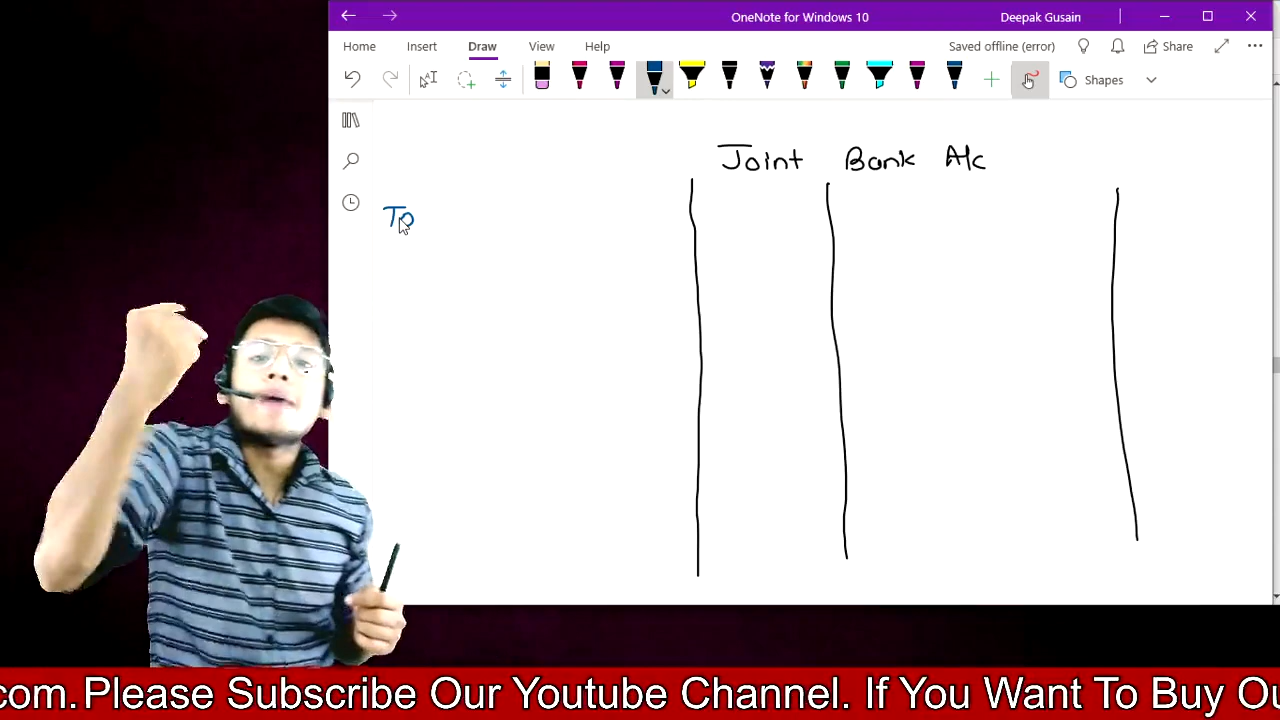 OneNote for Windows 10
Deepak Gusain
Home Insert Draw View Help
Saved offline (error)
Share
Shapes
Joint Bank A/c
To
com.Please Subscribe Our Youtube Channel. If You Want To Buy Ou